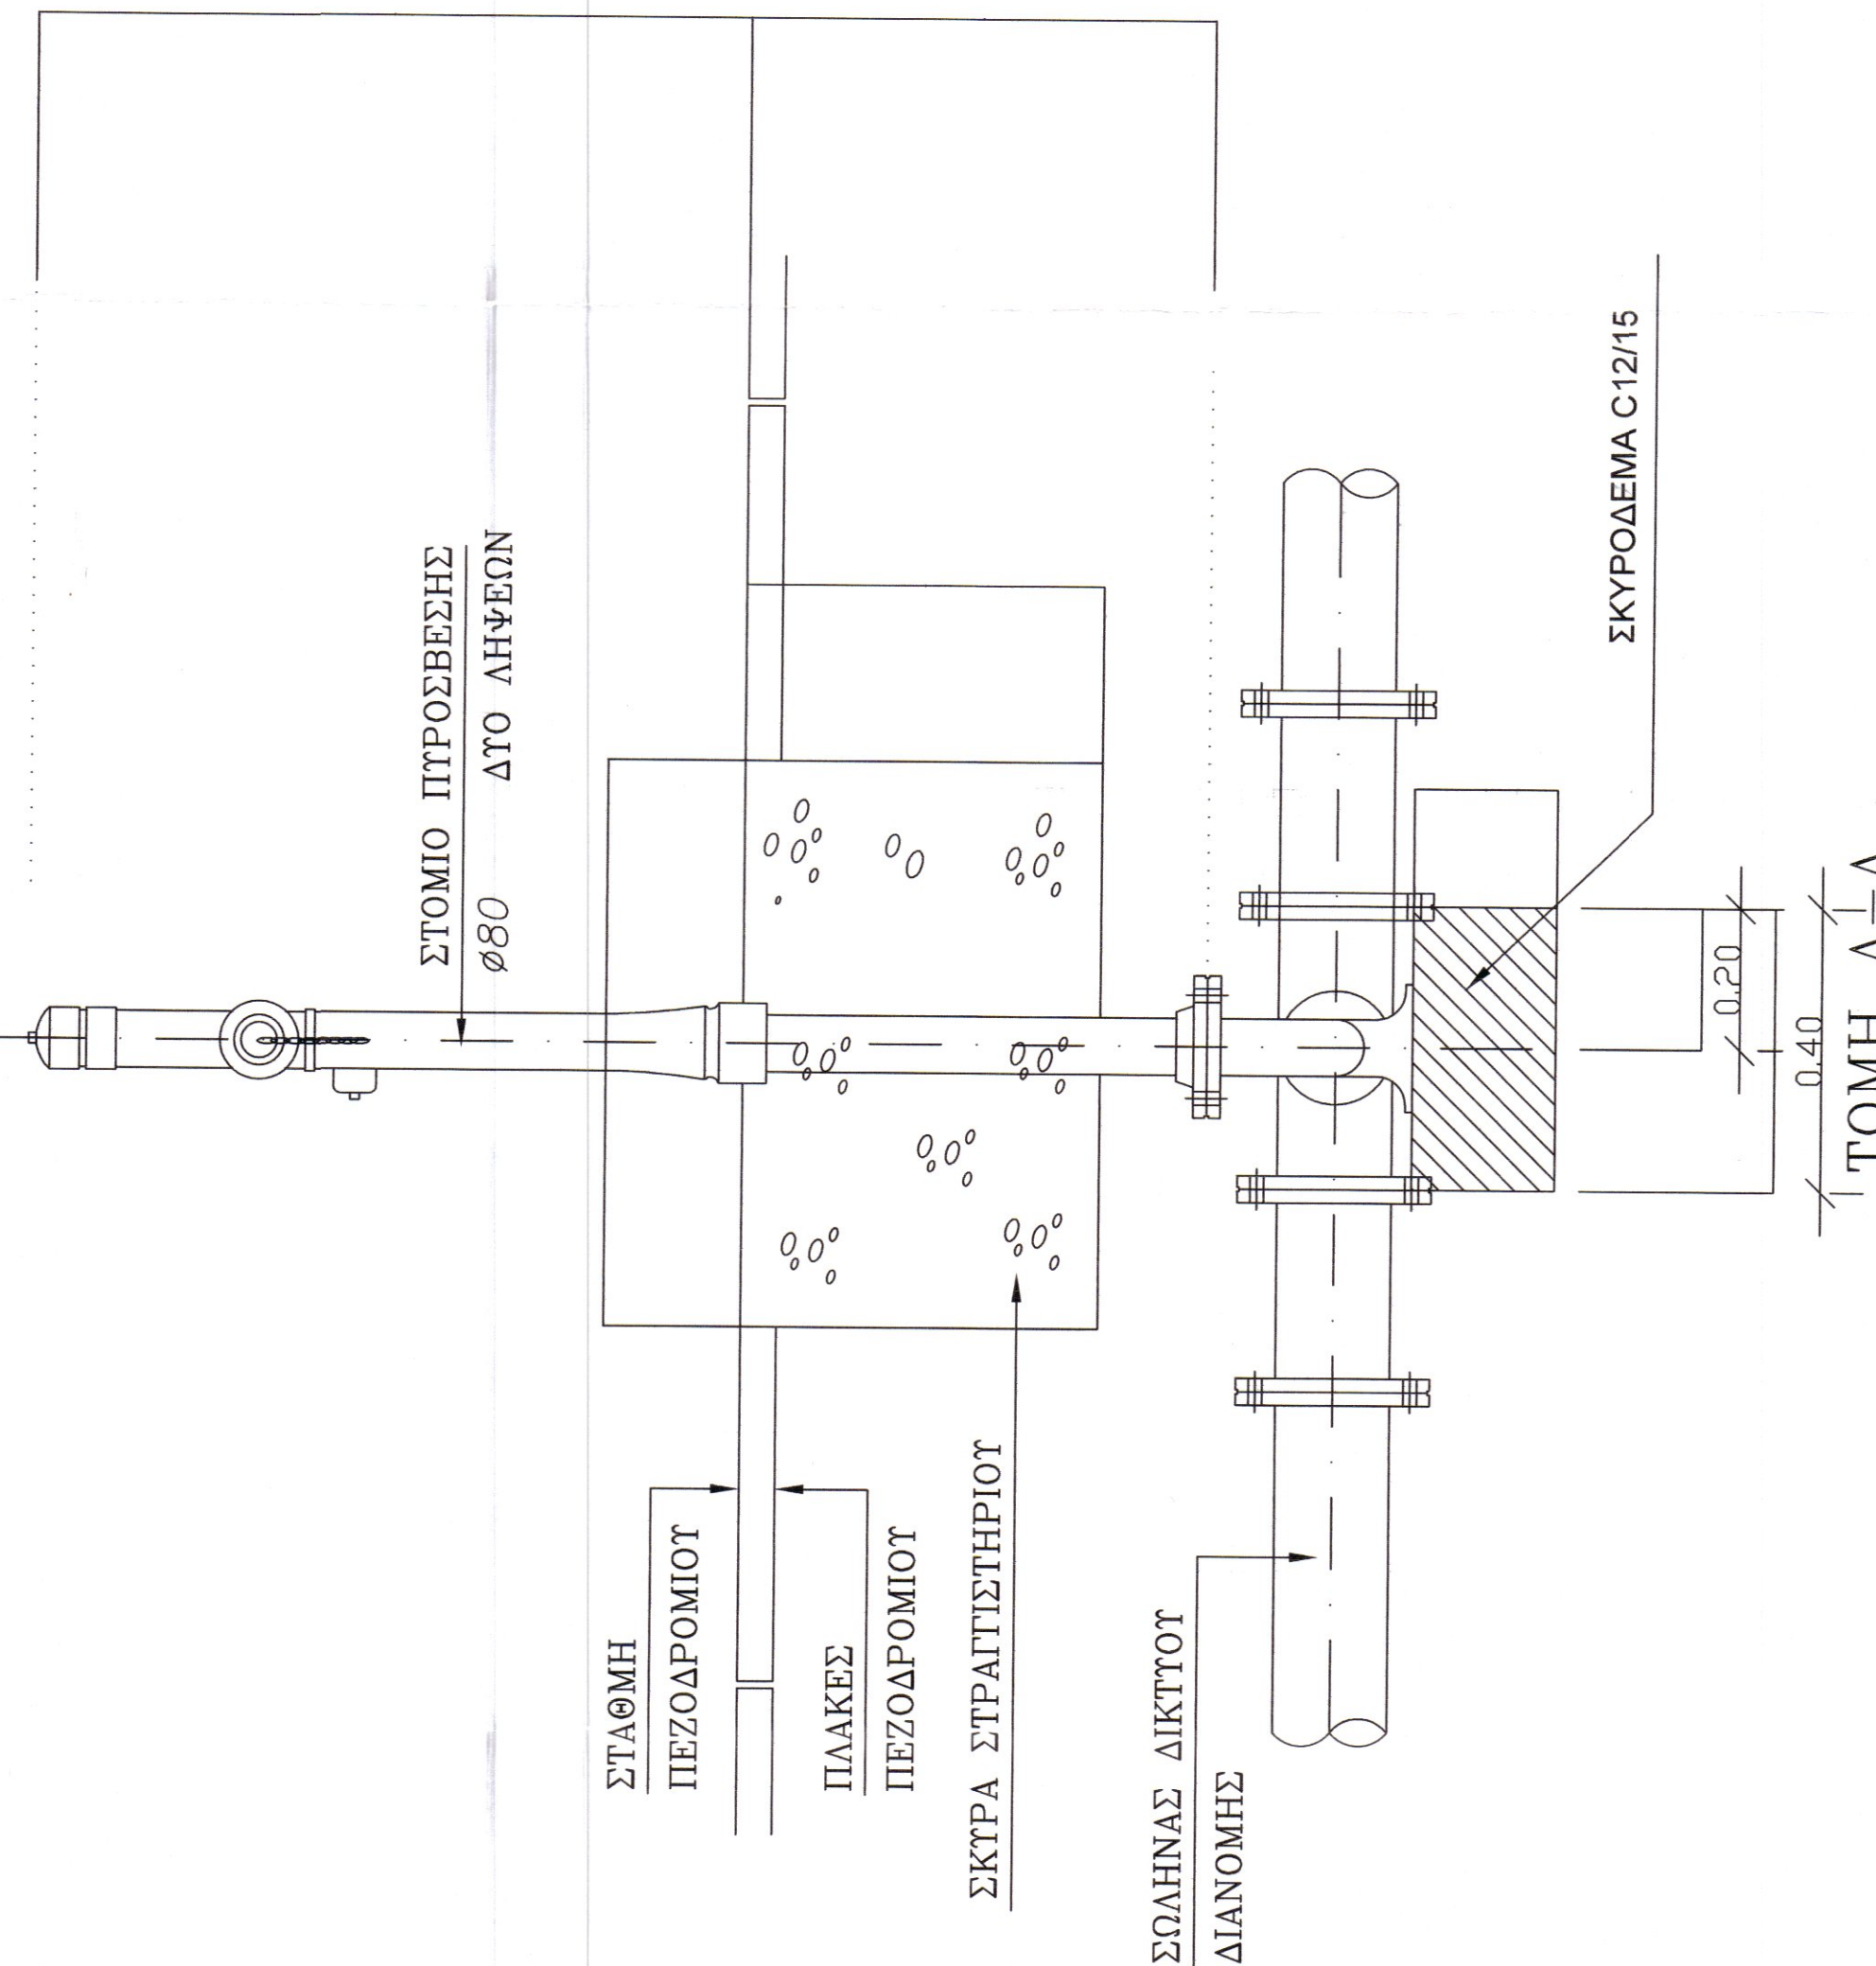 ΣΤΟΜΙΟ ΠΥΡΟΣΒΕΣΗΣ
Ø80 ΔΥΟ ΛΗΨΕΩΝ
ΣΤΑΘΜΗ
ΠΕΖΟΔΡΟΜΙΟΥ
ΠΛΑΚΕΣ
ΠΕΖΟΔΡΟΜΙΟΥ
ΣΚΥΡΑ ΣΤΡΑΓΓΙΣΤΗΡΙΟΥ
ΣΩΛΗΝΑΣ ΔΙΚΤΥΟΥ
ΔΙΑΝΟΜΗΣ
ΣΚΥΡΟΔΕΜΑ C12/15
0.20
0.40
ΤΟΜΗ